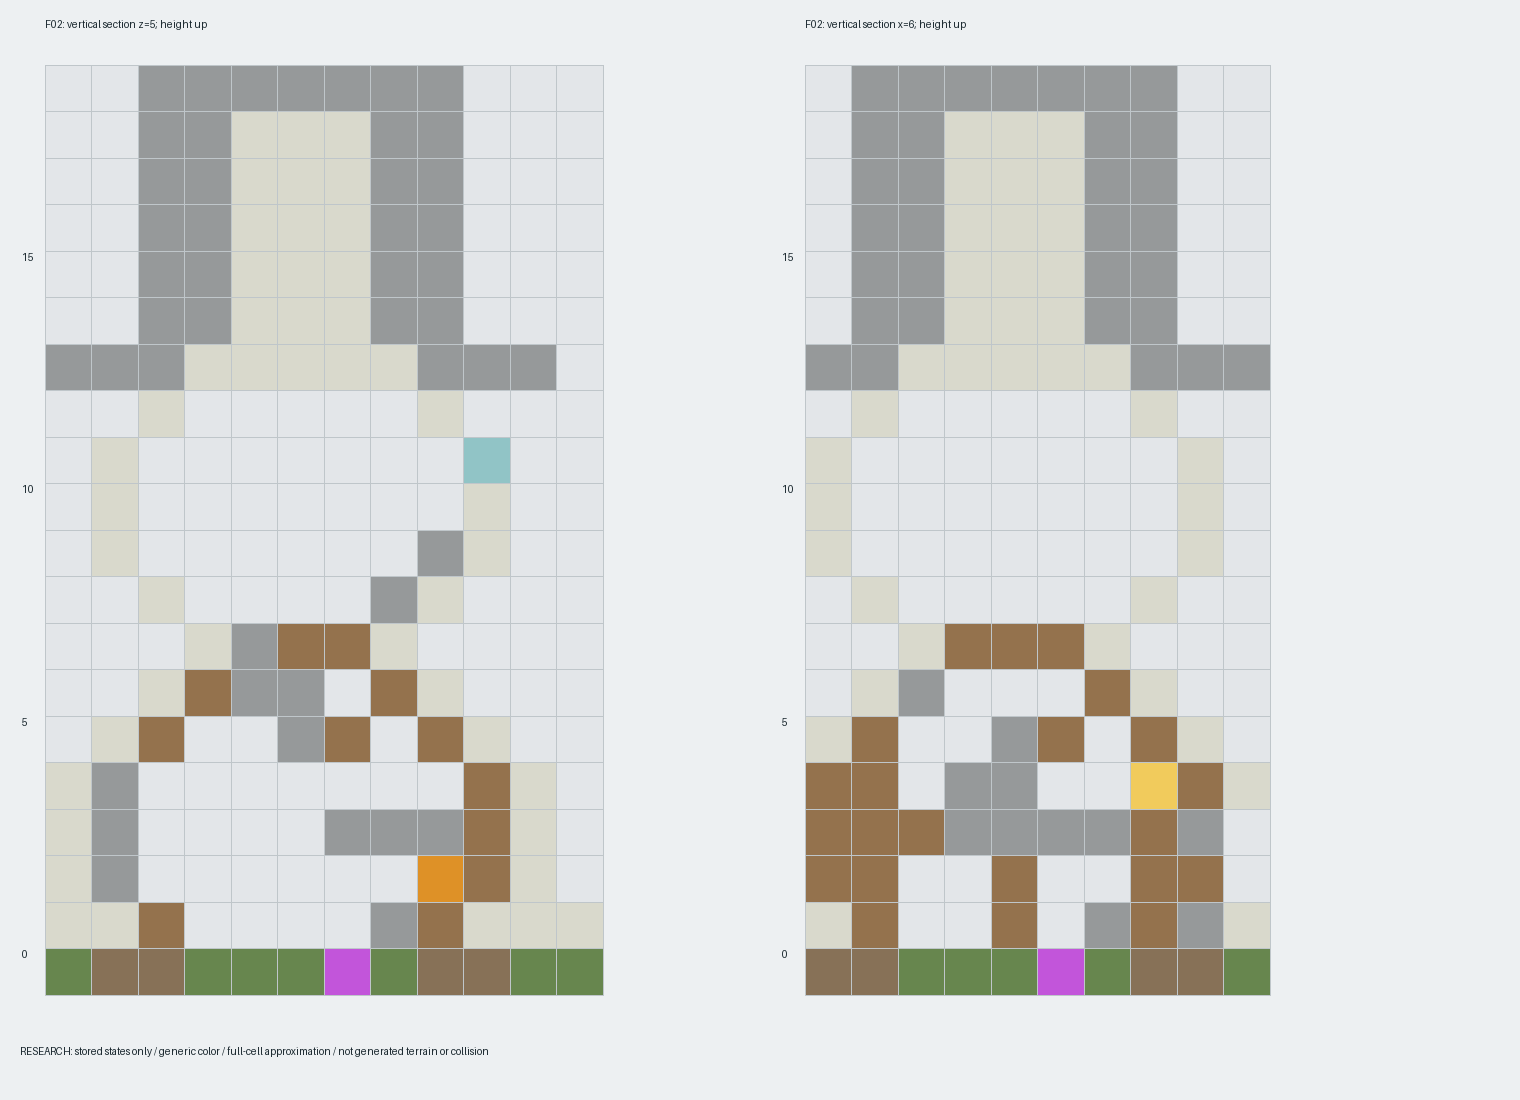 F02: vertical section z=5; height up
F02: vertical section x=6; height up
15
15
10
10
5
5
0
0
RESEARCH: stored states only / generic color / full-cell approximation / not generated terrain or collision